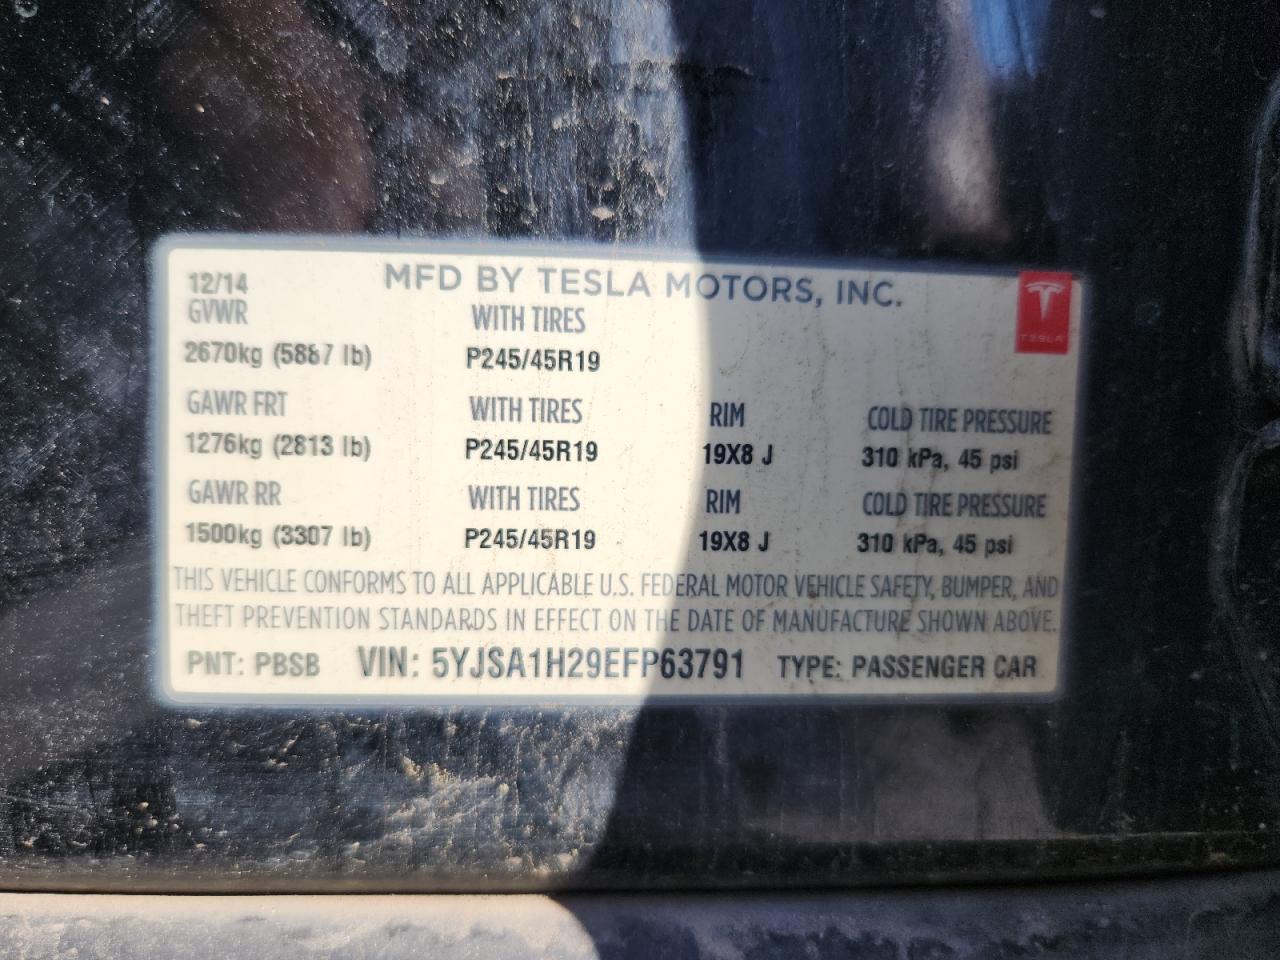 12/14 MFD BY TESLA MOTORS, INC.
GVWR WITH TIRES
2670kg (5887 lb) P245/45R19
TESLA
GAWR FRT WITH TIRES RIM COLD TIRE PRESSURE
1276kg (2813 lb) P245/45R19 19X8 J 310 kPa, 45 psi
GAWR RR WITH TIRES RIM COLD TIRE PRESSURE
1500kg (3307 lb) P245/45R19 19X8 J 310 kPa, 45 psi
THIS VEHICLE CONFORMS TO ALL APPLICABLE U.S. FEDERAL MOTOR VEHICLE SAFETY, BUMPER, AND
THEFT PREVENTION STANDARDS IN EFFECT ON THE DATE OF MANUFACTURE SHOWN ABOVE.
PNT: PBSB VIN: 5YJSA1H29EFP63791 TYPE: PASSENGER CAR